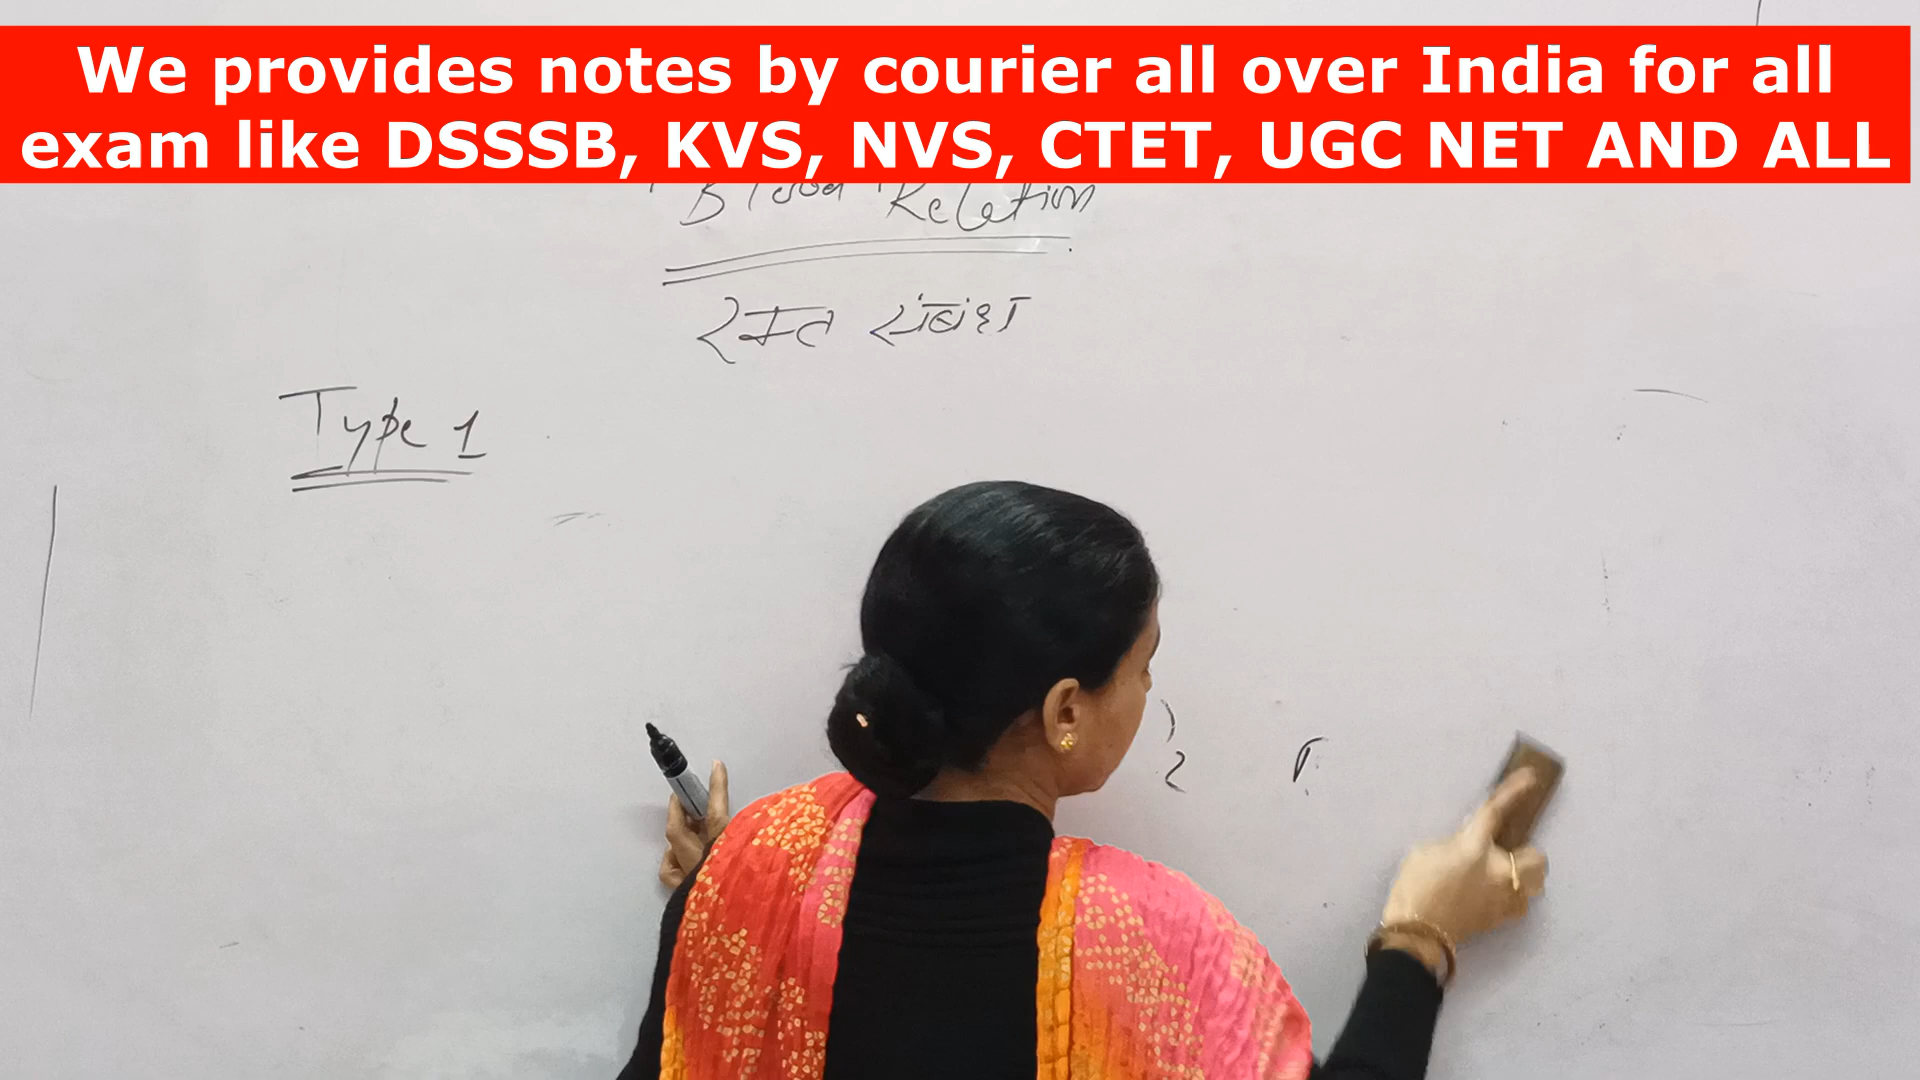 We provides notes by courier all over India for all
exam like DSSSB, KVS, NVS, CTET, UGC NET AND ALL
Blood Relation
रक्त संबंध
Type 1